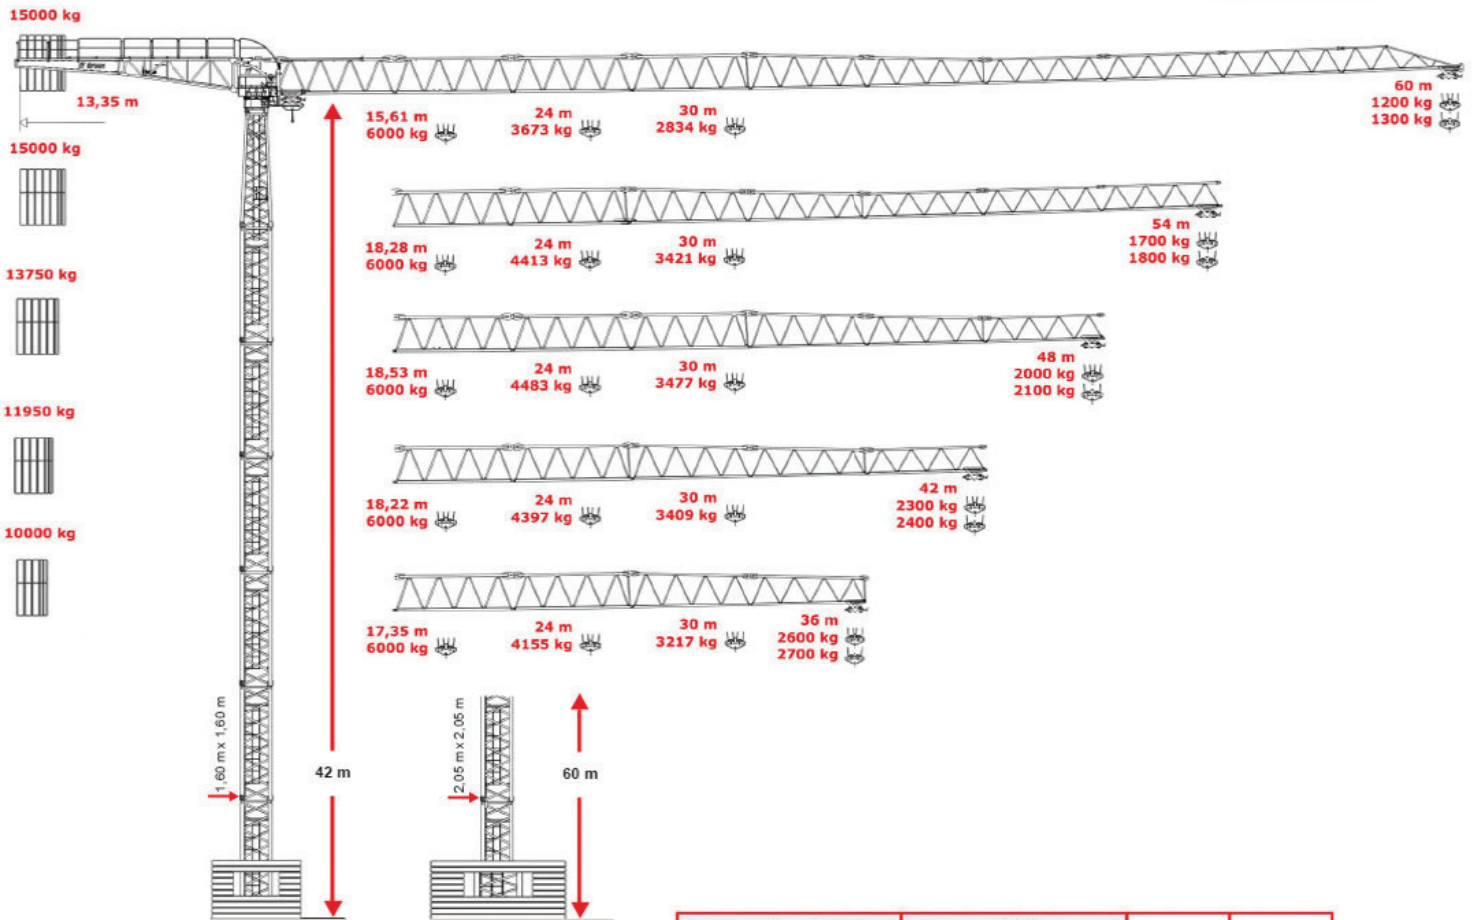 15000 kg
13,35 m
15,61 m
6000 kg
24 m
3673 kg
30 m
2834 kg
60 m
1200 kg
1300 kg
15000 kg
18,28 m
6000 kg
24 m
4413 kg
30 m
3421 kg
54 m
1700 kg
1800 kg
13750 kg
18,53 m
6000 kg
24 m
4483 kg
30 m
3477 kg
48 m
2000 kg
2100 kg
11950 kg
18,22 m
6000 kg
24 m
4397 kg
30 m
3409 kg
42 m
2300 kg
2400 kg
10000 kg
17,35 m
6000 kg
24 m
4155 kg
30 m
3217 kg
36 m
2600 kg
2700 kg
1,60 m x 1,60 m
42 m
2,05 m x 2,05 m
60 m